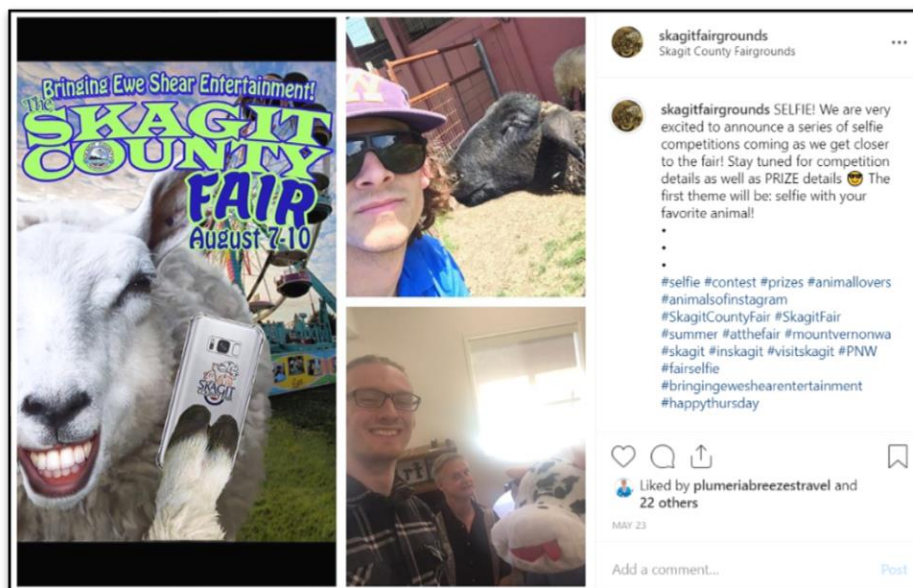 Bringing Ewe Shear Entertainment!
The
SKAGIT
COUNTY
FAIR
August 7-10
SKAGIT
skagitfairgrounds
Skagit County Fairgrounds
skagitfairgrounds SELFIE! We are very
excited to announce a series of selfie
competitions coming as we get closer
to the fair! Stay tuned for competition
details as well as PRIZE details 😎 The
first theme will be: selfie with your
favorite animal!
•
•
•
#selfie #contest #prizes #animallovers
#animalsofinstagram
#SkagitCountyFair #SkagitFair
#summer #atthefair #mountvernonwa
#skagit #inskagit #visitskagit #PNW
#fairselfie
#bringingeweshearentertainment
#happythursday
Liked by plumeriabreezestravel and
22 others
MAY 23
Add a comment...
Post